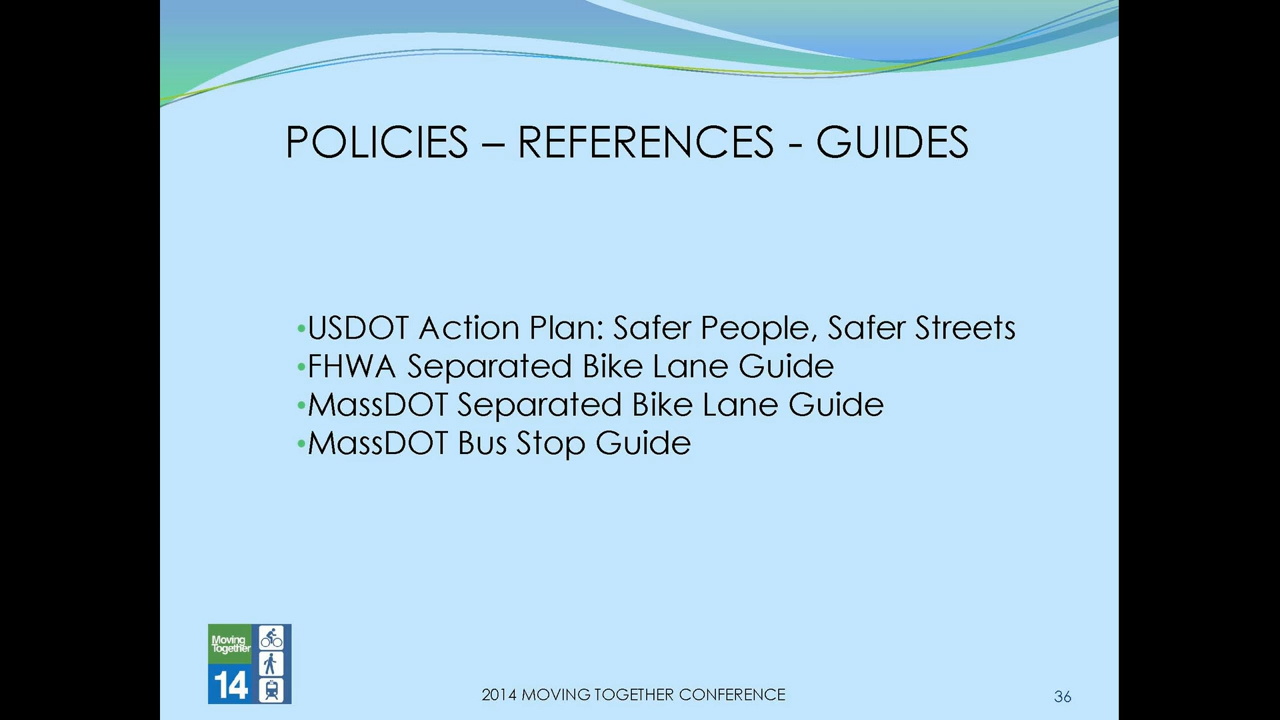 POLICIES – REFERENCES - GUIDES
•USDOT Action Plan: Safer People, Safer Streets
•FHWA Separated Bike Lane Guide
•MassDOT Separated Bike Lane Guide
•MassDOT Bus Stop Guide
Moving
Together
14
2014 MOVING TOGETHER CONFERENCE
36